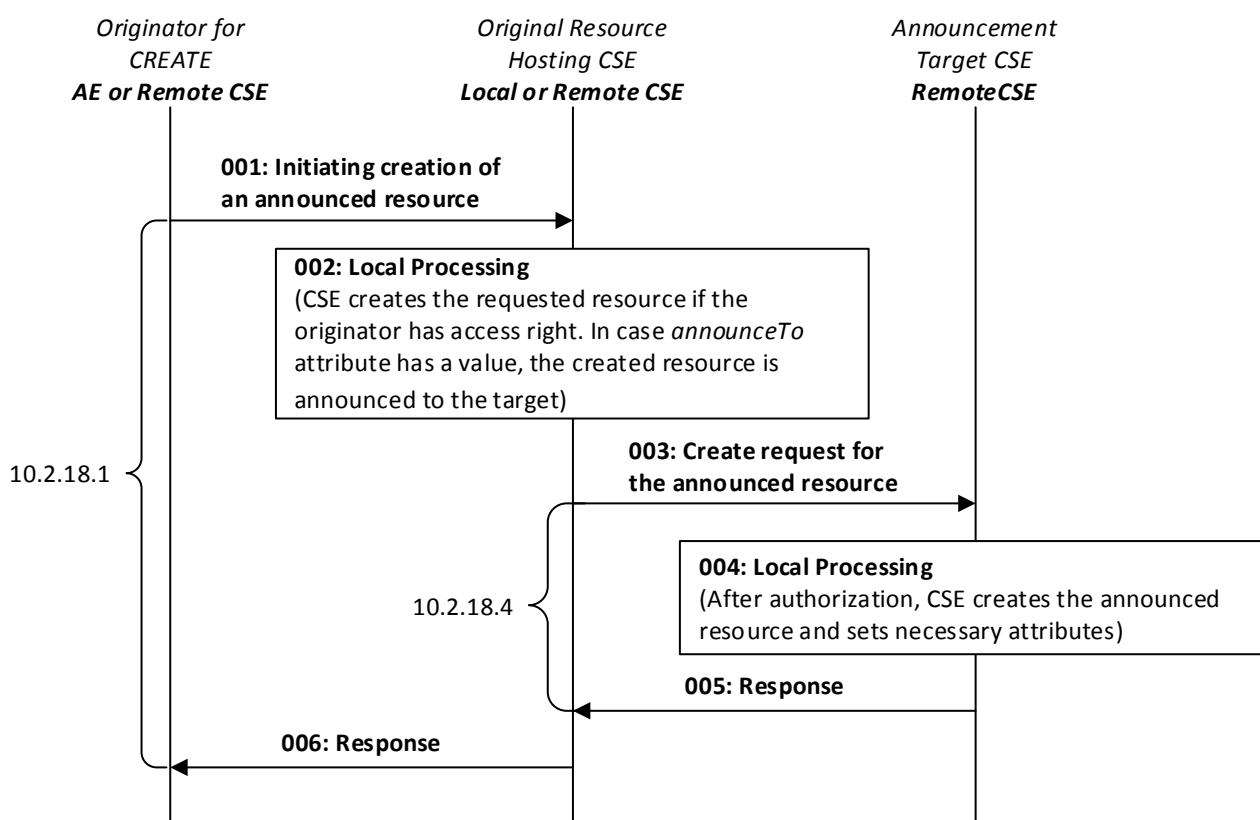 Originator for
CREATE
AE or Remote CSE
Original Resource
Hosting CSE
Local or Remote CSE
Announcement
Target CSE
RemoteCSE
001: Initiating creation of
an announced resource
002: Local Processing
(CSE creates the requested resource if the
originator has access right. In case announceTo
attribute has a value, the created resource is
announced to the target)
10.2.18.1
003: Create request for
the announced resource
004: Local Processing
(After authorization, CSE creates the announced
resource and sets necessary attributes)
10.2.18.4
005: Response
006: Response